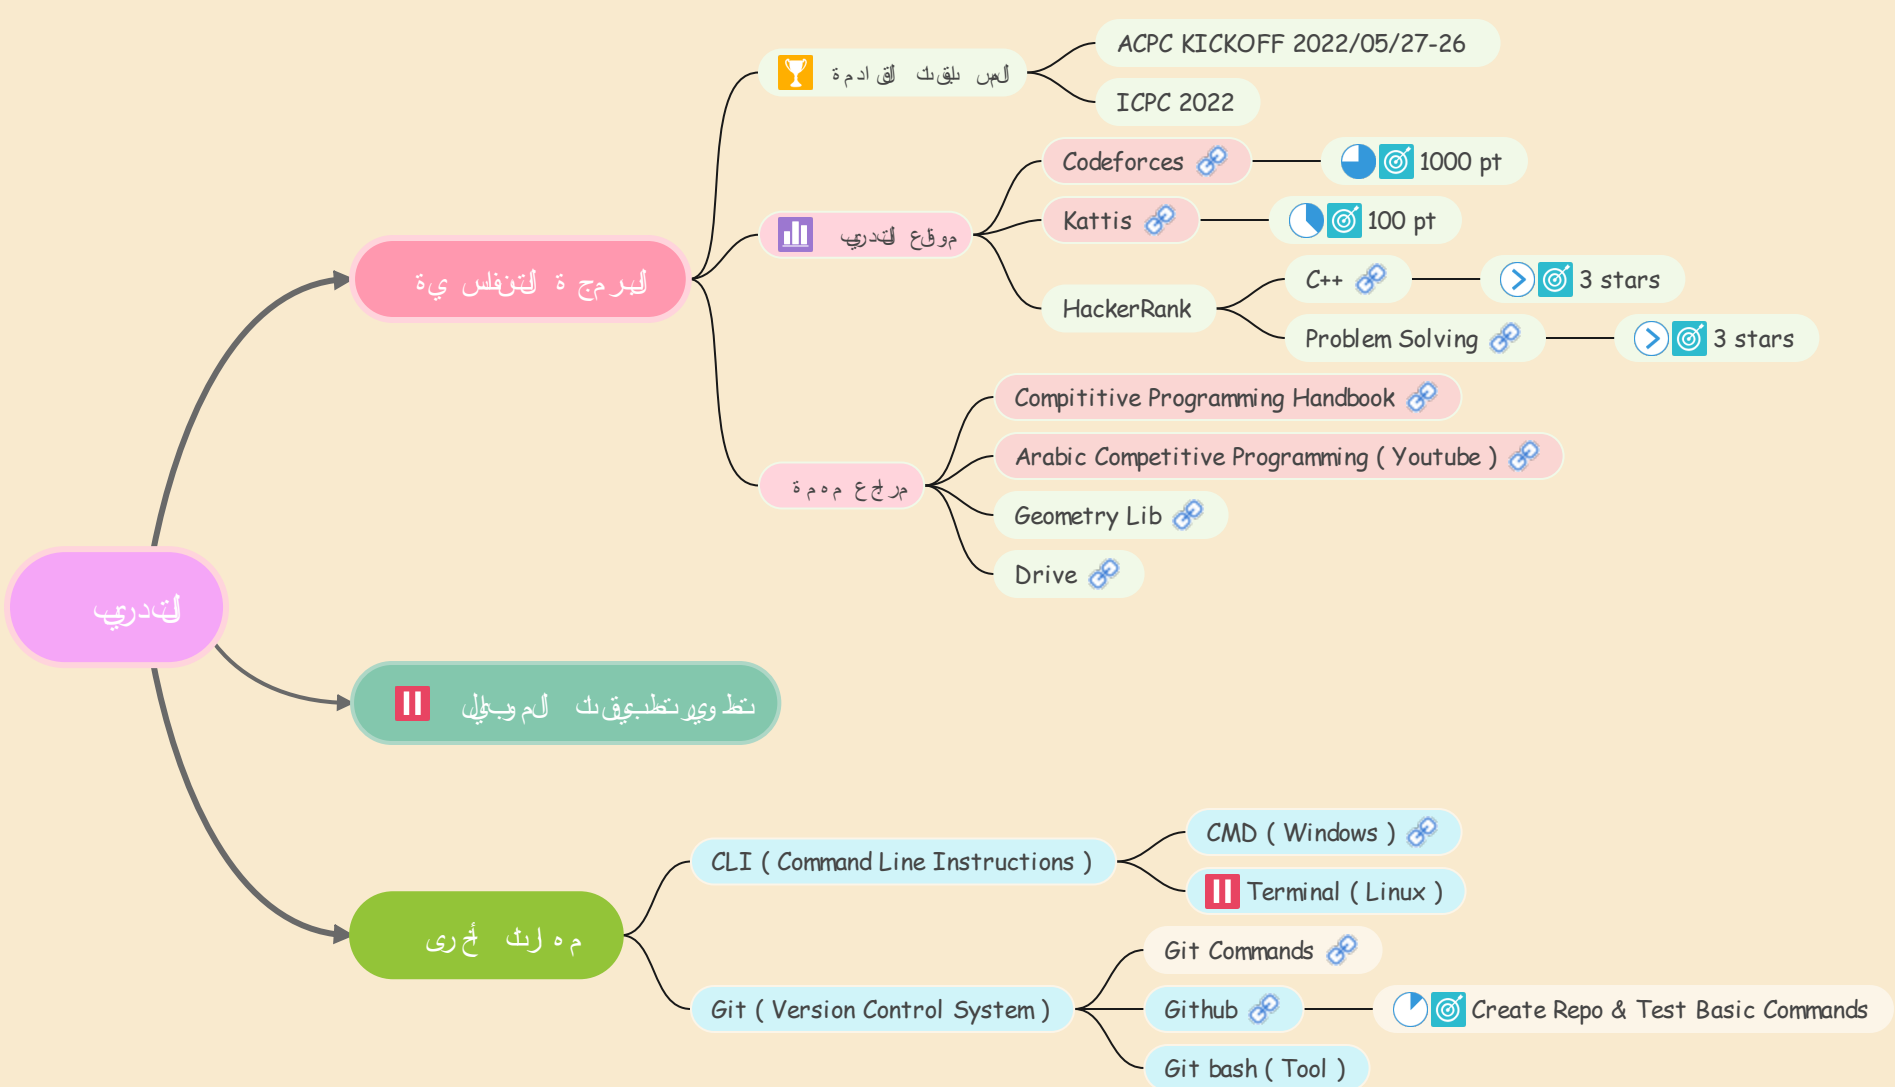 التدريب
البرمجة التنافسية
المسابقات القادمة
ACPC KICKOFF 2022/05/27-26
ICPC 2022
مواقع التدريب
Codeforces
1000 pt
Kattis
100 pt
HackerRank
C++
3 stars
Problem Solving
3 stars
مراجع مهمة
Compititive Programming Handbook
Arabic Competitive Programming ( Youtube )
Geometry Lib
Drive
تطوير تطبيقات الموبايل
مهارات أخرى
CLI ( Command Line Instructions )
CMD ( Windows )
Terminal ( Linux )
Git ( Version Control System )
Git Commands
Github
Create Repo & Test Basic Commands
Git bash ( Tool )